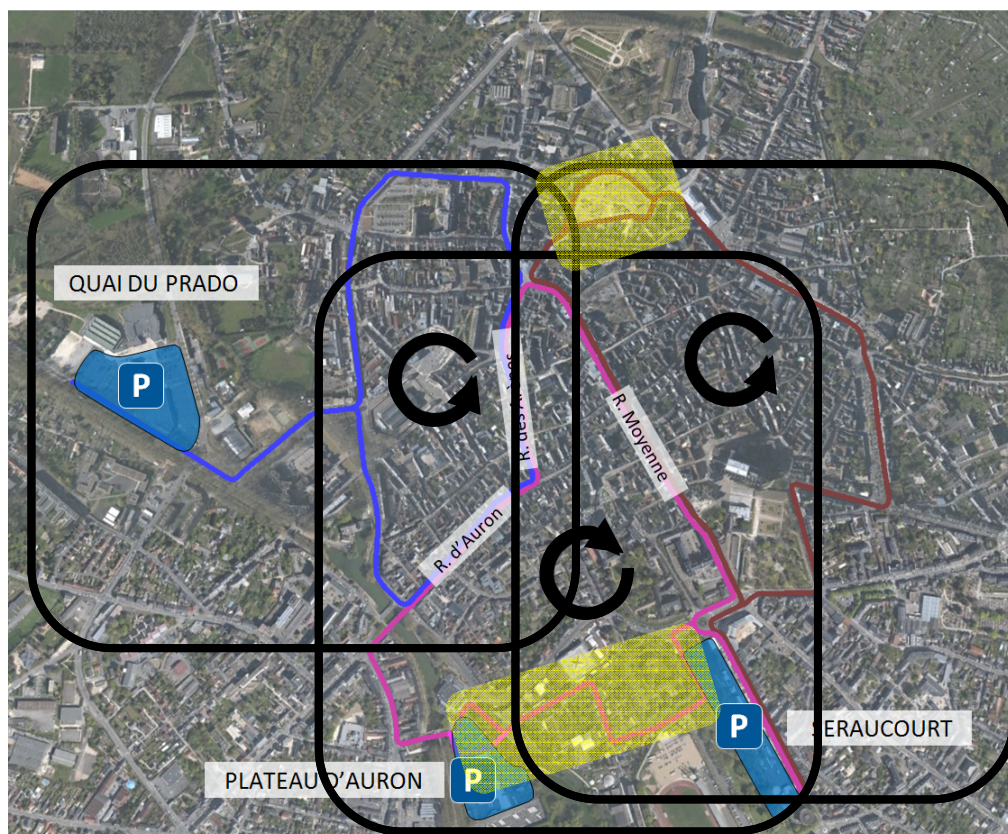 QUAI DU PRADO
P
R. des
R. Moyenne
R. d'Auron
P
SERAUCOURT
PLATEAU D'AURON
P